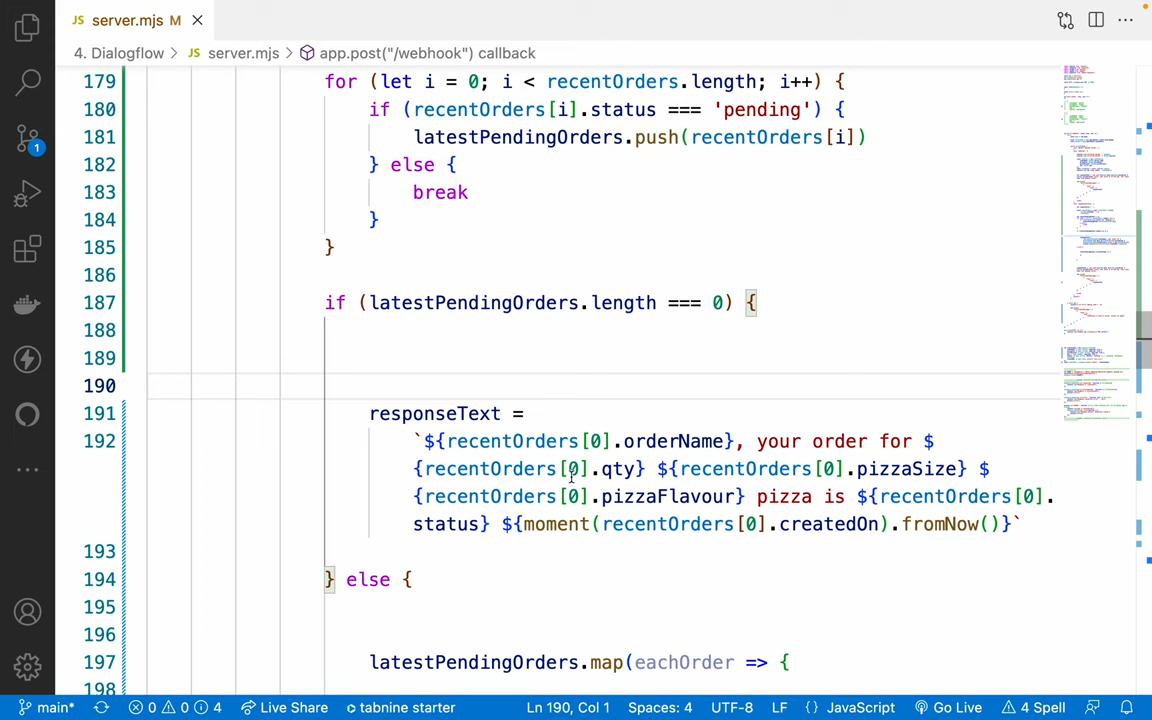 JS server.mjs M
4. Dialogflow > JS server.mjs > app.post("/webhook") callback
179 for (let i = 0; i < recentOrders.length; i++) {
180 if (recentOrders[i].status === 'pending') {
181 latestPendingOrders.push(recentOrders[i])
182 } else {
183 break
184 }
185 }
186
187 if (latestPendingOrders.length === 0) {
188
189
190
191 responseText =
192 `${recentOrders[0].orderName}, your order for $
{recentOrders[0].qty} ${recentOrders[0].pizzaSize} $
{recentOrders[0].pizzaFlavour} pizza is ${recentOrders[0].
status} ${moment(recentOrders[0].createdOn).fromNow()}`
193
194 } else {
195
196
197 latestPendingOrders.map(eachOrder => {
198
1
main* 0 0 4 Live Share tabnine starter Ln 190, Col 1 Spaces: 4 UTF-8 LF {} JavaScript Go Live 4 Spell